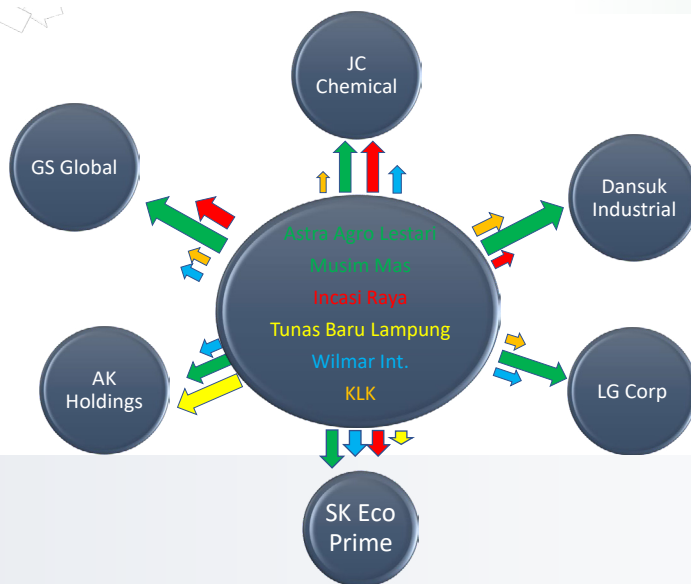 JC
Chemical
GS Global
Dansuk
Industrial
Astra Agro Lestari
Musim Mas
Incasi Raya
Tunas Baru Lampung
Wilmar Int.
KLK
AK
Holdings
LG Corp
SK Eco
Prime